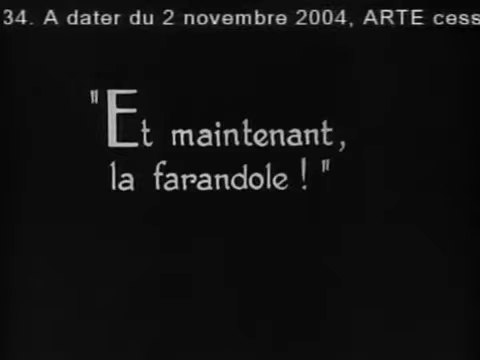 34. A dater du 2 novembre 2004, ARTE cess
"Et maintenant,
la farandole ! "